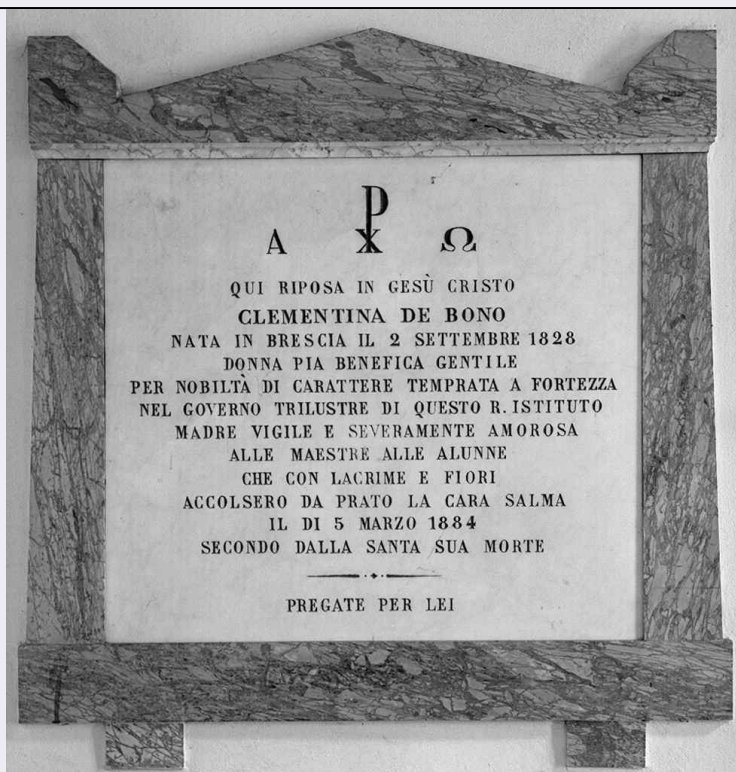 Α ☧ Ω
QUI RIPOSA IN GESÙ CRISTO
CLEMENTINA DE BONO
NATA IN BRESCIA IL 2 SETTEMBRE 1828
DONNA PIA BENEFICA GENTILE
PER NOBILTÀ DI CARATTERE TEMPRATA A FORTEZZA
NEL GOVERNO TRILUSTRE DI QUESTO R. ISTITUTO
MADRE VIGILE E SEVERAMENTE AMOROSA
ALLE MAESTRE ALLE ALUNNE
CHE CON LACRIME E FIORI
ACCOLSERO DA PRATO LA CARA SALMA
IL DI 5 MARZO 1884
SECONDO DALLA SANTA SUA MORTE
PREGATE PER LEI